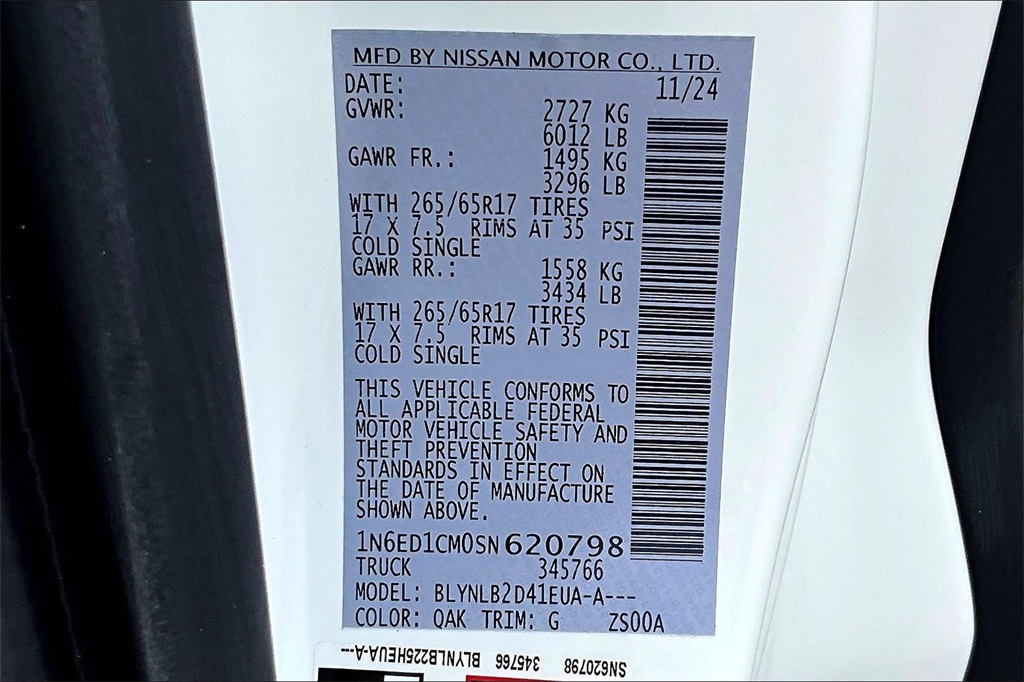 MFD BY NISSAN MOTOR CO., LTD.
DATE: 11/24
GVWR: 2727 KG
6012 LB
GAWR FR.: 1495 KG
3296 LB
WITH 265/65R17 TIRES
17 X 7.5 RIMS AT 35 PSI
COLD SINGLE
GAWR RR.: 1558 KG
3434 LB
WITH 265/65R17 TIRES
17 X 7.5 RIMS AT 35 PSI
COLD SINGLE
THIS VEHICLE CONFORMS TO
ALL APPLICABLE FEDERAL
MOTOR VEHICLE SAFETY AND
THEFT PREVENTION
STANDARDS IN EFFECT ON
THE DATE OF MANUFACTURE
SHOWN ABOVE.
1N6ED1CM0SN620798
TRUCK 345766
MODEL: BLYNLB2D41EUA-A---
COLOR: QAK TRIM: G ZS00A
SN620798 345766 BLYNLB225HEUA-A---